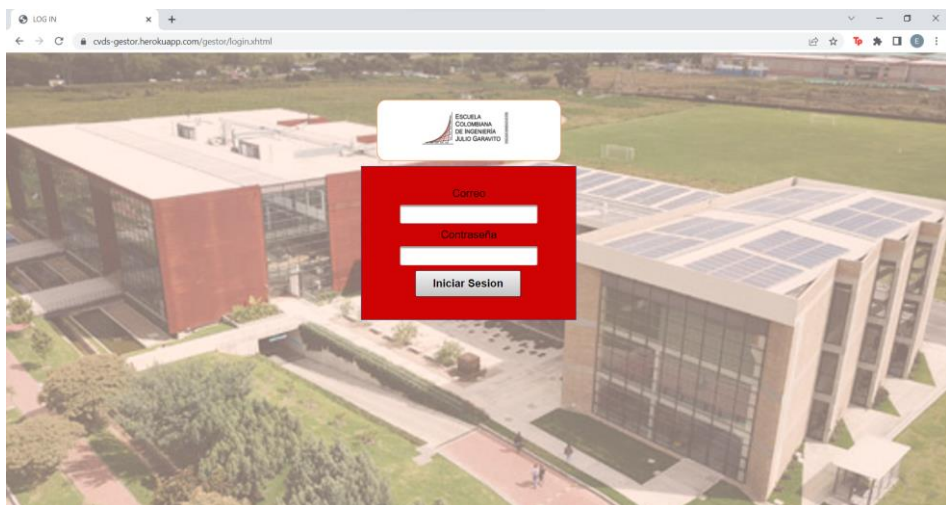 LOG IN
cvds-gestor.herokuapp.com/gestor/login.xhtml
E
ESCUELA
COLOMBIANA
DE INGENIERÍA
JULIO GARAVITO
Correo
Contraseña
Iniciar Sesion